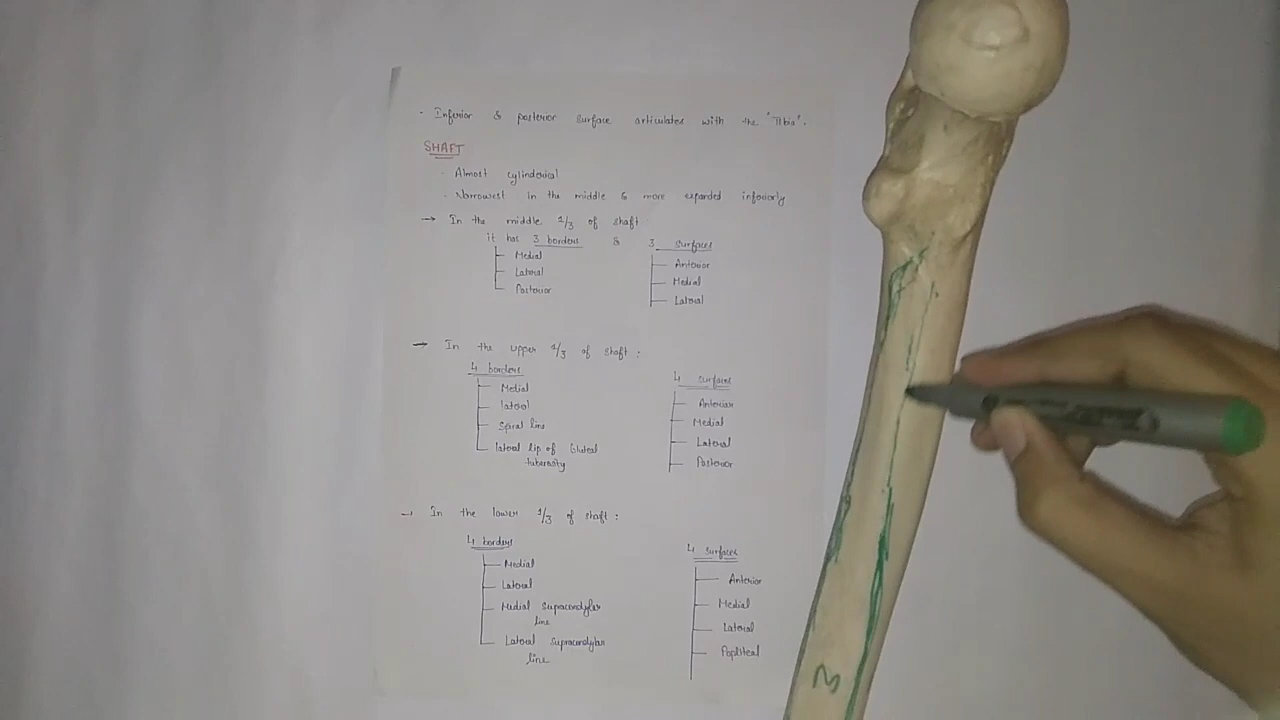 - Inferior & posterior surface articulates with the "Tibia".
SHAFT
- Almost cylinderial
- Narrowest in the middle & more expanded inferiorly
→ In the middle 1/3 of shaft
it has 3 borders & 3 surfaces
Medial
Lateral
Posterior
Anterior
Medial
Lateral
→ In the upper 1/3 of shaft :
4 borders
Medial
lateral
Spiral line
lateral lip of Gluteal
tuberosity
4 surfaces
Anterior
Medial
Lateral
Posterior
→ In the lower 1/3 of shaft :
4 borders
Medial
Lateral
Medial Supracondylar
line
Lateral Supracondylar
line
4 surfaces
Anterior
Medial
Lateral
Popliteal